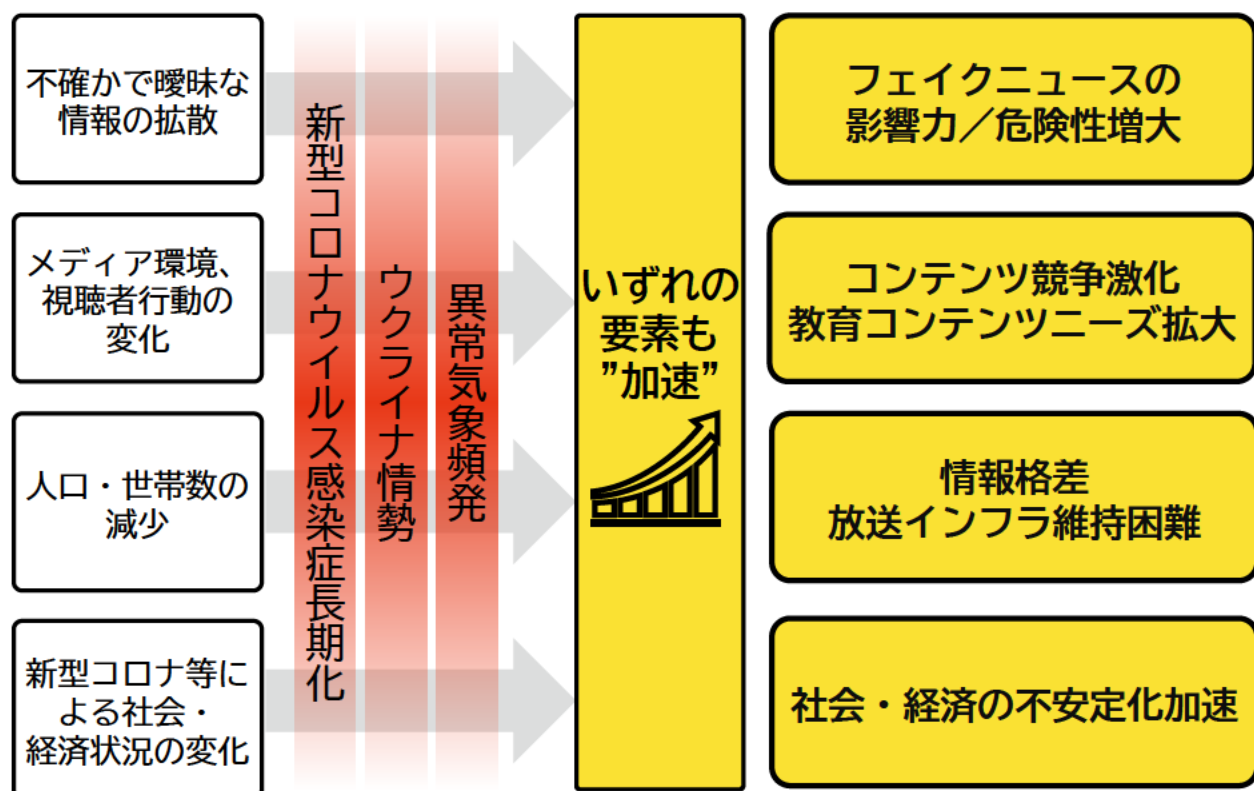 不確かで曖昧な
情報の拡散
メディア環境、
視聴者行動の
変化
人口・世帯数の
減少
新型コロナ等に
よる社会・
経済状況の変化
新型コロナウイルス感染症長期化
ウクライナ情勢
異常気象頻発
いずれの
要素も
”加速”
フェイクニュースの
影響力／危険性増大
コンテンツ競争激化
教育コンテンツニーズ拡大
情報格差
放送インフラ維持困難
社会・経済の不安定化加速